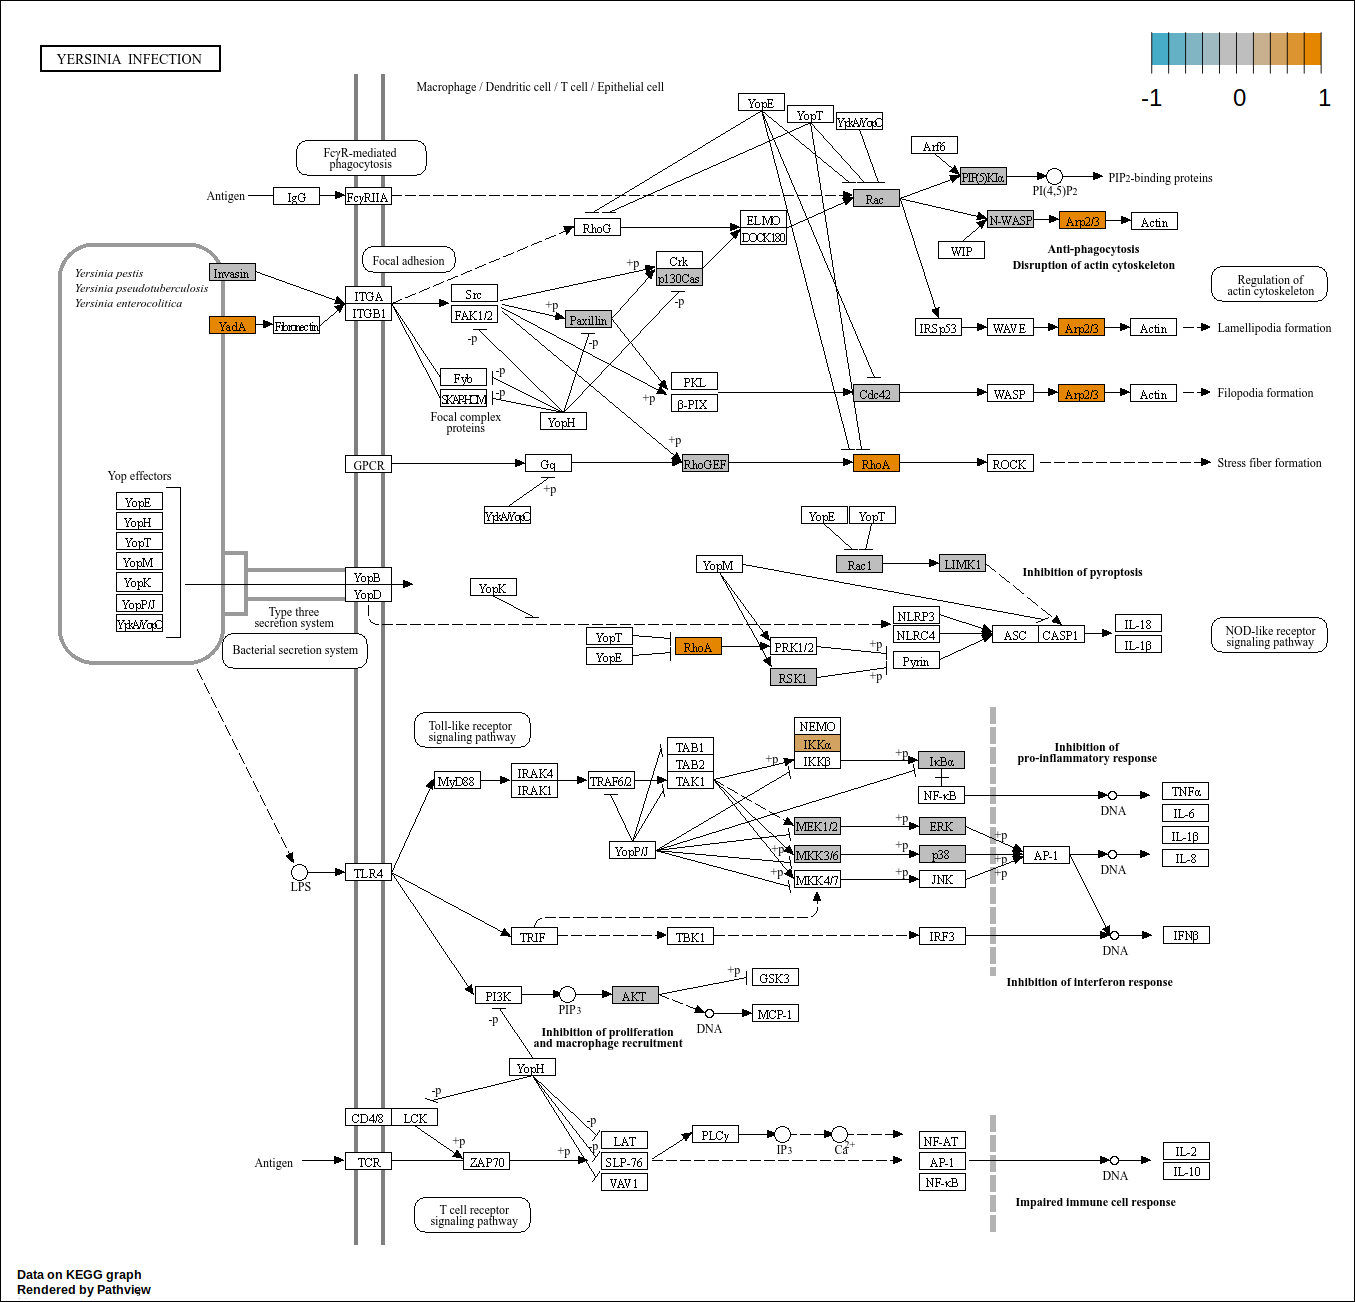 YERSINIA INFECTION
-1
0
1
Macrophage / Dendritic cell / T cell / Epithelial cell
YopE
YopT
YpkA/YopO
FcγR-mediated
phagocytosis
Arf6
Antigen
IgG
FcγRIIA
Rac
PIP(5)KIα
PI(4,5)P2
PIP2-binding proteins
RhoG
ELMO
DOCK180
N-WASP
Arp2/3
Actin
WIP
Anti-phagocytosis
Disruption of actin cytoskeleton
Focal adhesion
Yersinia pestis
Yersinia pseudotuberculosis
Yersinia enterocolitica
Invasin
YadA
Fibronectin
ITGA
ITGB1
Src
FAK1/2
+p
+p
Crk
p130Cas
-p
Paxillin
-p
-p
Regulation of
actin cytoskeleton
IRSp53
WAVE
Arp2/3
Actin
Lamellipodia formation
Fyb
-p
SKAP-HOM
-p
Focal complex
proteins
YopH
PKL
β-PIX
+p
Cdc42
WASP
Arp2/3
Actin
Filopodia formation
GPCR
Gq
+p
RhoGEF
RhoA
ROCK
Stress fiber formation
+p
YpkA/YopO
Yop effectors
YopE
YopH
YopT
YopM
YopK
YopP/J
YpkA/YopO
YopB
YopD
Type three
secretion system
Bacterial secretion system
YopK
YopE
YopT
YopM
Rac1
LIMK1
Inhibition of pyroptosis
YopT
YopE
RhoA
PRK1/2
RSK1
+p
+p
NLRP3
NLRC4
Pyrin
ASC
CASP1
IL-18
IL-1β
NOD-like receptor
signaling pathway
Toll-like receptor
signaling pathway
MyD88
IRAK4
IRAK1
TRAF6/2
TAB1
TAB2
TAK1
NEMO
IKKα
IKKβ
+p
+p
IκBα
NF-κB
Inhibition of
pro-inflammatory response
DNA
TNFα
IL-6
IL-1β
IL-8
YopP/J
MEK1/2
+p
ERK
+p
+p
MKK3/6
+p
p38
+p
+p
MKK4/7
+p
JNK
+p
AP-1
DNA
LPS
TLR4
TRIF
TBK1
IRF3
DNA
IFNβ
Inhibition of interferon response
PI3K
PIP3
AKT
+p
GSK3
DNA
MCP-1
-p
Inhibition of proliferation
and macrophage recruitment
YopH
-p
CD4/8
LCK
+p
Antigen
TCR
ZAP70
+p
-p
-p
LAT
SLP-76
VAV1
PLCγ
IP3
Ca2+
NF-AT
AP-1
NF-κB
DNA
IL-2
IL-10
Impaired immune cell response
T cell receptor
signaling pathway
Data on KEGG graph
Rendered by Pathview